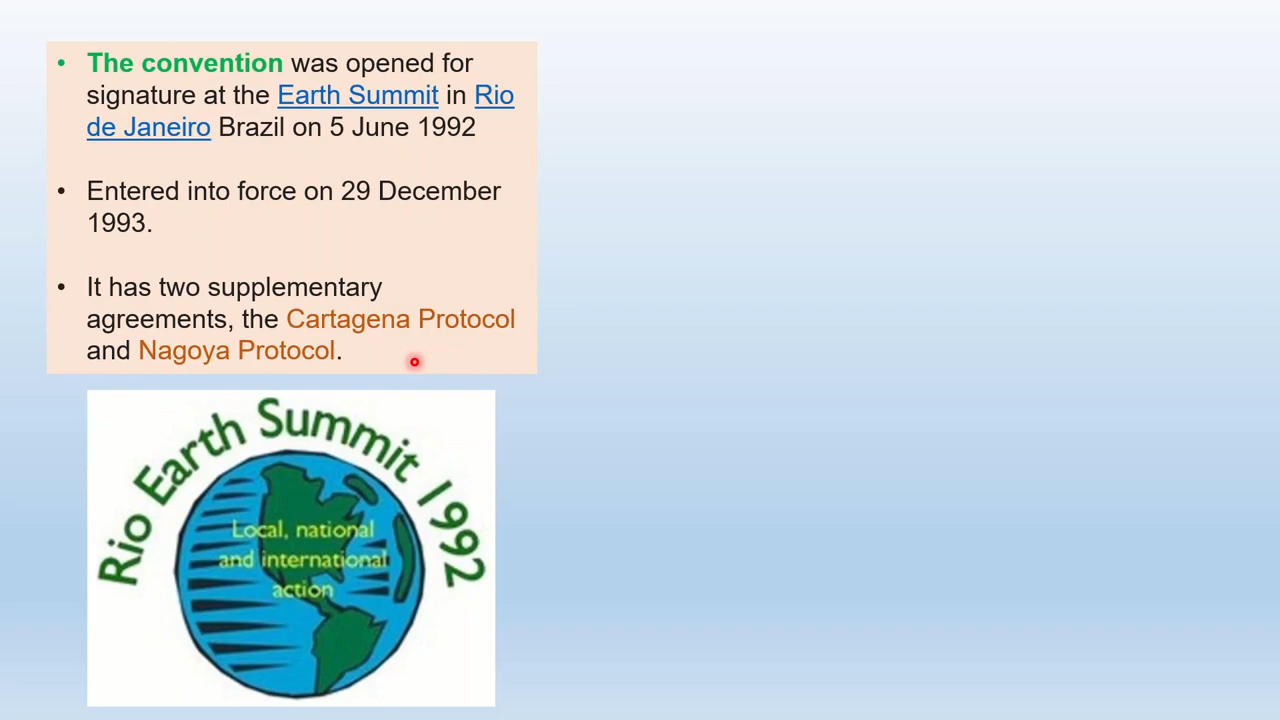 • The convention was opened for
signature at the Earth Summit in Rio
de Janeiro Brazil on 5 June 1992
• Entered into force on 29 December
1993.
• It has two supplementary
agreements, the Cartagena Protocol
and Nagoya Protocol.
Rio Earth Summit 1992
Local, national
and international
action